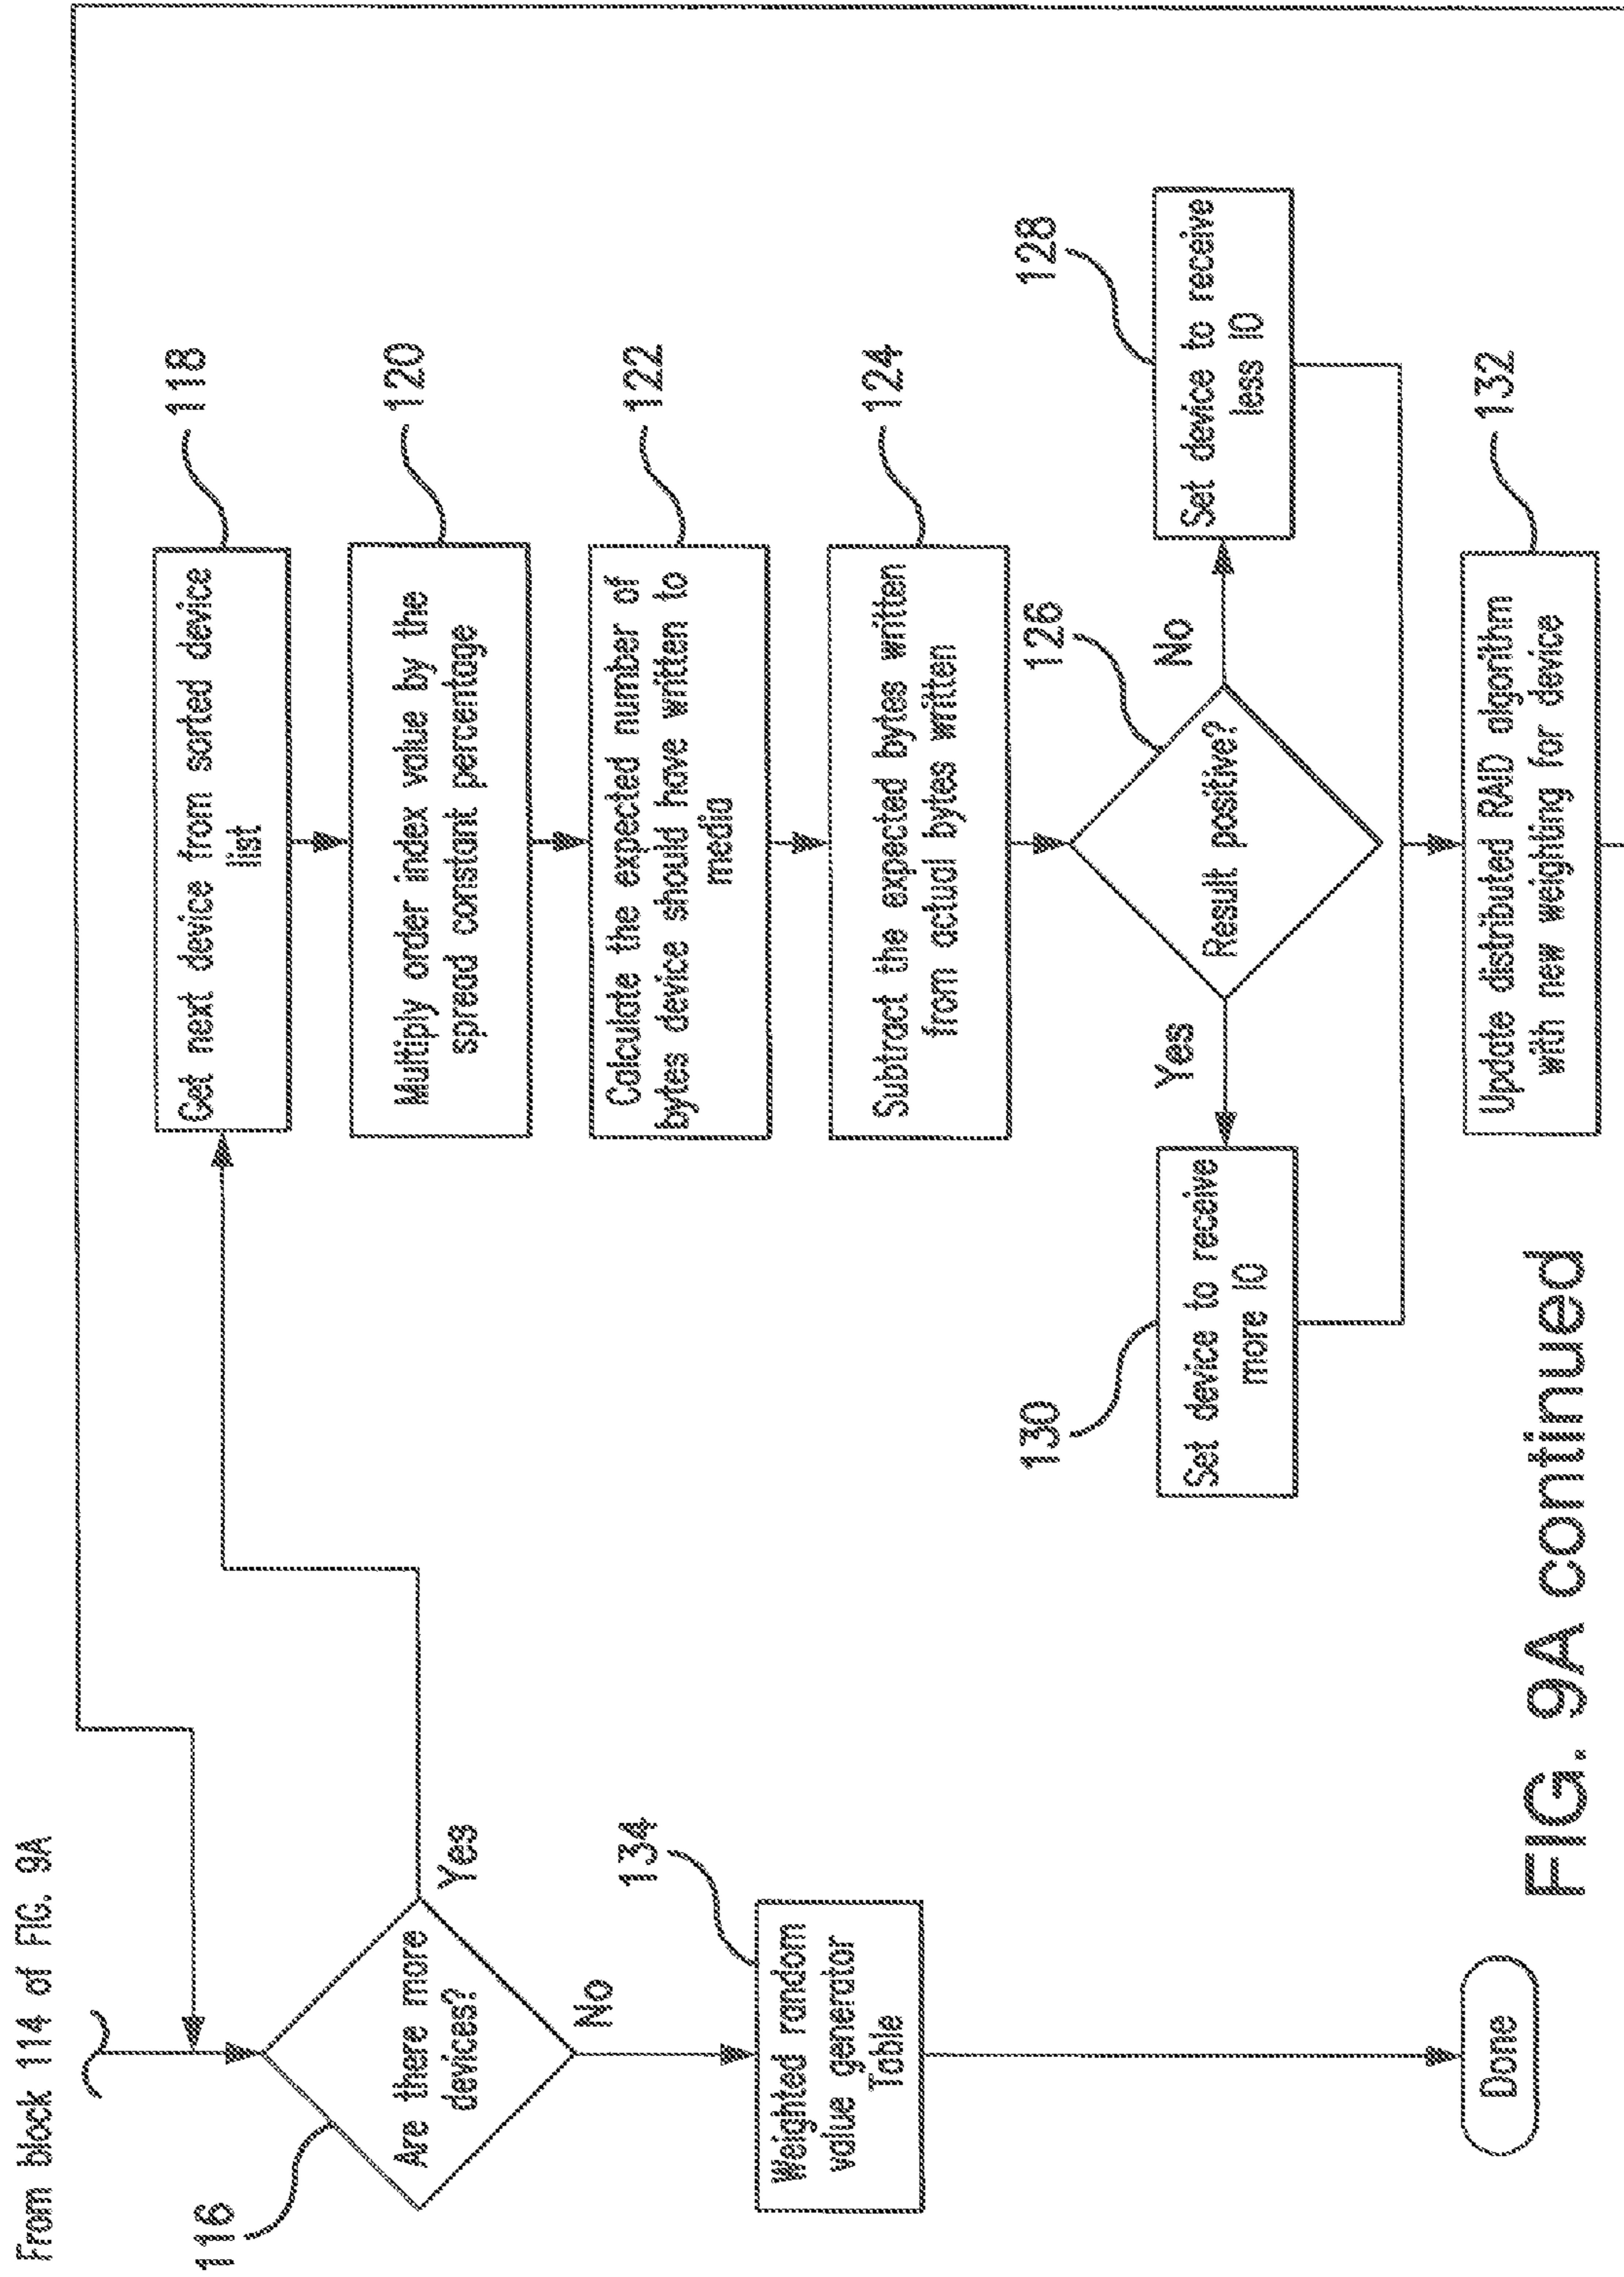 From block 114 of FIG. 9A
116
Are there more
devices?
Yes
No
134
Weighted random
value generator
Table
Done
118
Get next device from sorted device
list
120
Multiply order index value by the
spread constant percentage
122
Calculate the expected number of
bytes device should have written to
media
124
Subtract the expected bytes written
from actual bytes written
126
Result positive?
Yes
No
130
Set device to receive
more IO
128
Set device to receive
less IO
132
Update distributed RAID algorithm
with new weighting for device
FIG. 9A continued